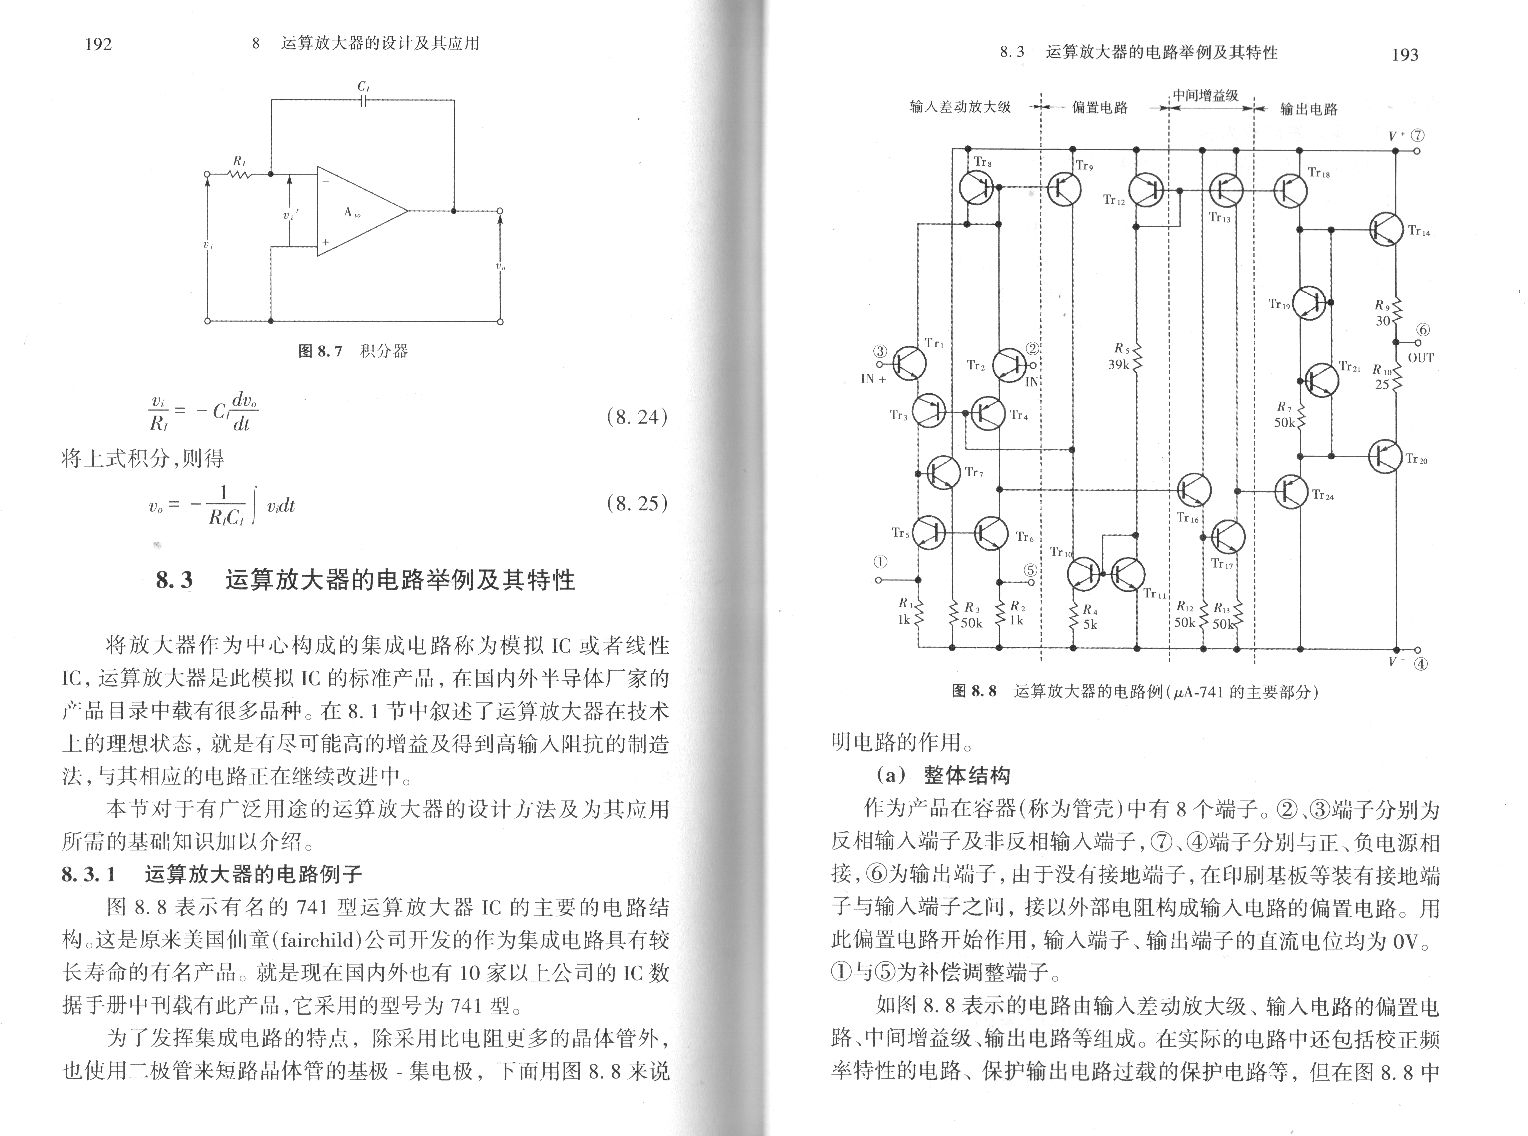 192
8 运算放大器的设计及其应用
C_I
R_I
v_i'
A_vo
v_i
v_o
图 8.7 积分器
v_i/R_I = - C_I dv_o/dt (8.24)
将上式积分,则得
v_o = - 1/(R_I C_I) ∫ v_i dt (8.25)
8.3 运算放大器的电路举例及其特性
将放大器作为中心构成的集成电路称为模拟 IC 或者线性
IC, 运算放大器是此模拟 IC 的标准产品, 在国内外半导体厂家的
产品目录中载有很多品种。在 8.1 节中叙述了运算放大器在技术
上的理想状态, 就是有尽可能高的增益及得到高输入阻抗的制造
法, 与其相应的电路正在继续改进中。
本节对于有广泛用途的运算放大器的设计方法及为其应用
所需的基础知识加以介绍。
8.3.1 运算放大器的电路例子
图 8.8 表示有名的 741 型运算放大器 IC 的主要的电路结
构。这是原来美国仙童(fairchild)公司开发的作为集成电路具有较
长寿命的有名产品。就是现在国内外也有 10 家以上公司的 IC 数
据手册中刊载有此产品,它采用的型号为 741 型。
为了发挥集成电路的特点, 除采用比电阻更多的晶体管外,
也使用二极管来短路晶体管的基极 - 集电极, 下面用图 8.8 来说
8.3 运算放大器的电路举例及其特性
193
输入差动放大级 偏置电路 中间增益级 输出电路
V+ ⑦
Tr8 Tr9 Tr12 Tr13 Tr18
Tr14
Tr19 R9 30
⑥ OUT
③ IN + Tr1 Tr2 ② IN R5 39k Tr21 R10 25
Tr3 Tr4 R7 50k
Tr7 Tr20
Tr16 Tr24
Tr5 Tr6 Tr10 Tr17
① ⑤ Tr11
R1 1k R3 50k R2 1k R4 5k R12 50k R13 50k
V- ④
图 8.8 运算放大器的电路例(μA-741 的主要部分)
明电路的作用。
(a) 整体结构
作为产品在容器(称为管壳)中有 8 个端子。②、③端子分别为
反相输入端子及非反相输入端子, ⑦、④端子分别与正、负电源相
接, ⑥为输出端子, 由于没有接地端子, 在印刷基板等装有接地端
子与输入端子之间, 接以外部电阻构成输入电路的偏置电路。用
此偏置电路开始作用, 输入端子、输出端子的直流电位均为 0V。
①与⑤为补偿调整端子。
如图 8.8 表示的电路由输入差动放大级、输入电路的偏置电
路、中间增益级、输出电路等组成。在实际的电路中还包括校正频
率特性的电路、保护输出电路过载的保护电路等, 但在图 8.8 中